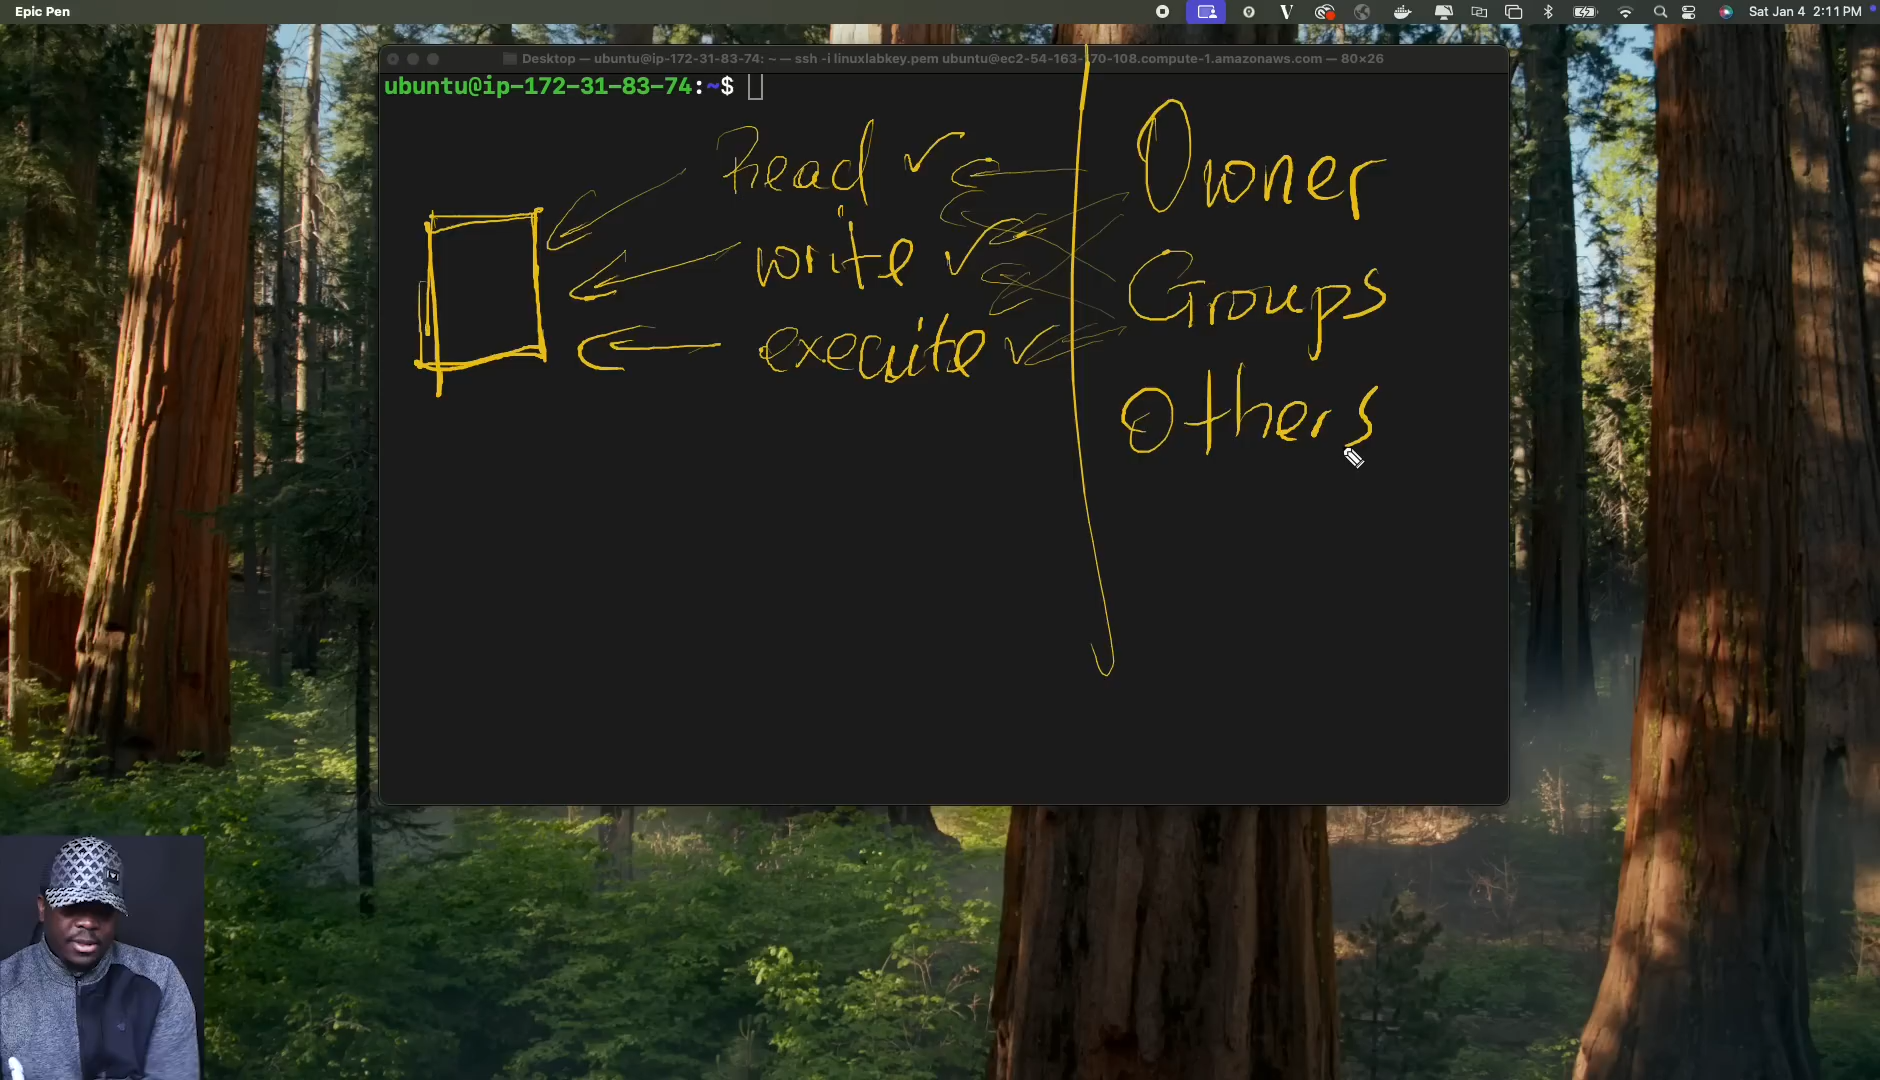 Epic Pen
Sat Jan 4 2:11 PM
Desktop — ubuntu@ip-172-31-83-74: ~ — ssh -i linuxlabkey.pem ubuntu@ec2-54-163-170-108.compute-1.amazonaws.com — 80×26
ubuntu@ip-172-31-83-74:~$
Read
write
execute
Owner
Groups
Others